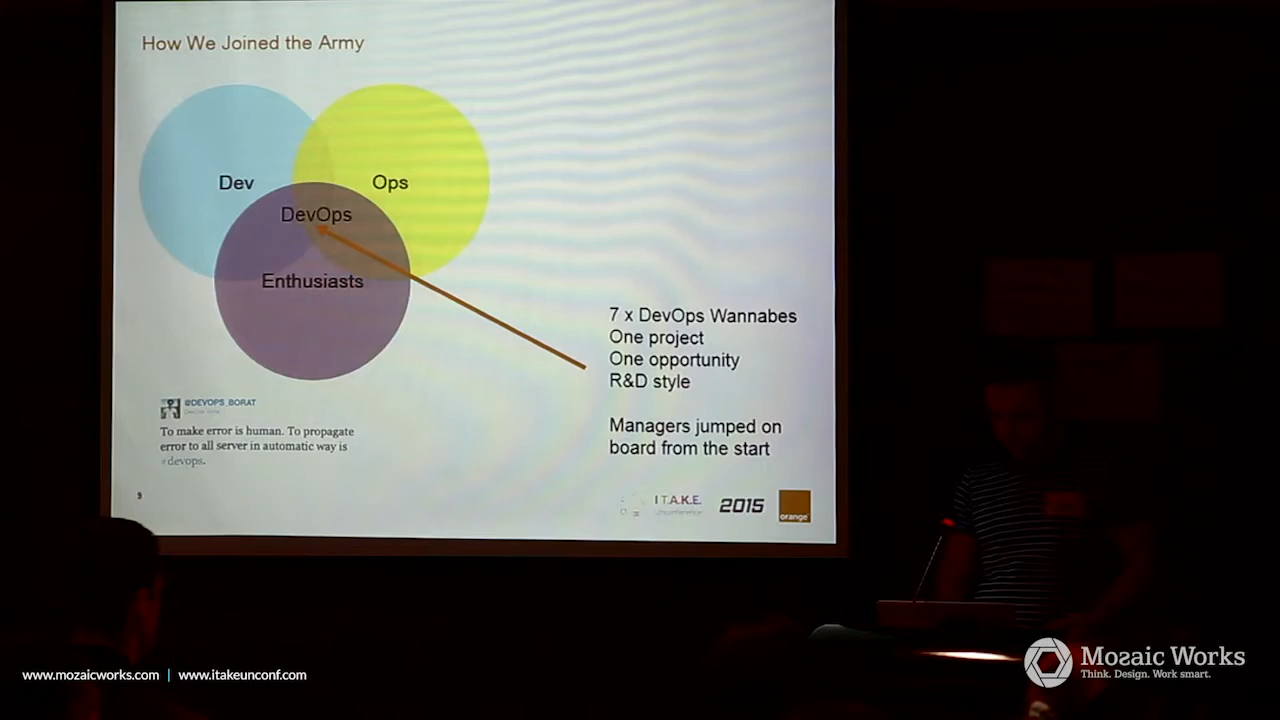 How We Joined the Army
Dev
Ops
DevOps
Enthusiasts
7 x DevOps Wannabes
One project
One opportunity
R&D style
Managers jumped on
board from the start
@DEVOPS_BORAT
To make error is human. To propagate
error to all server in automatic way is
#devops.
9
I T.A.K.E.
Unconference
2015
orange
www.mozaicworks.com | www.itakeunconf.com
Mozaic Works
Think. Design. Work smart.